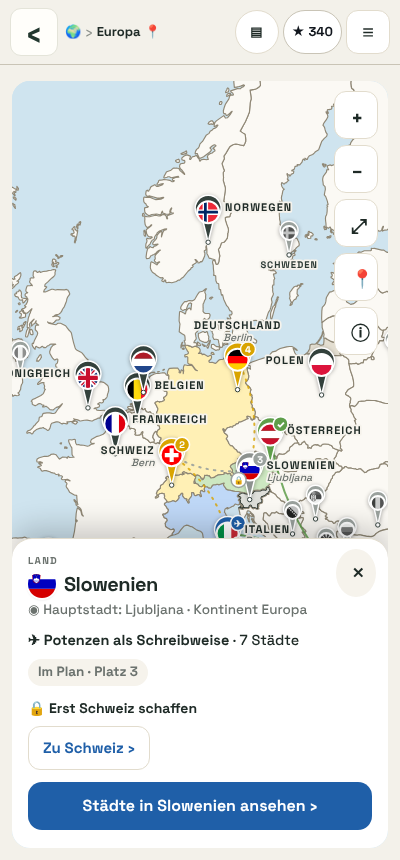 < 🌍 > Europa 📍 ▤ ★ 340 ≡
+
−
⤢
📍
ⓘ
NORWEGEN
SCHWEDEN
DEUTSCHLAND
Berlin
4
POLEN
NIGREICH
BELGIEN
FRANKREICH
ÖSTERREICH
SCHWEIZ
Bern
2
3
SLOWENIEN
Ljubljana
ITALIEN
LAND
Slowenien
×
◉ Hauptstadt: Ljubljana · Kontinent Europa
✈ Potenzen als Schreibweise · 7 Städte
Im Plan · Platz 3
🔒 Erst Schweiz schaffen
Zu Schweiz >
Städte in Slowenien ansehen >